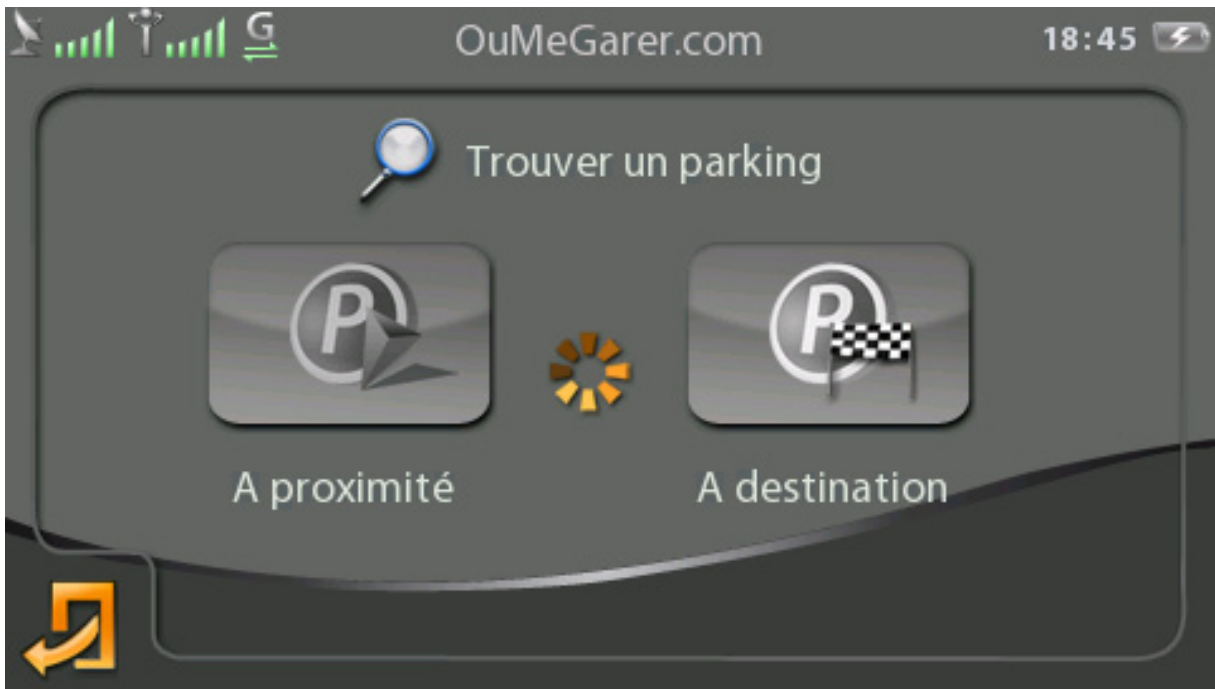 G OuMeGarer.com 18:45
Trouver un parking
P P
A proximité A destination